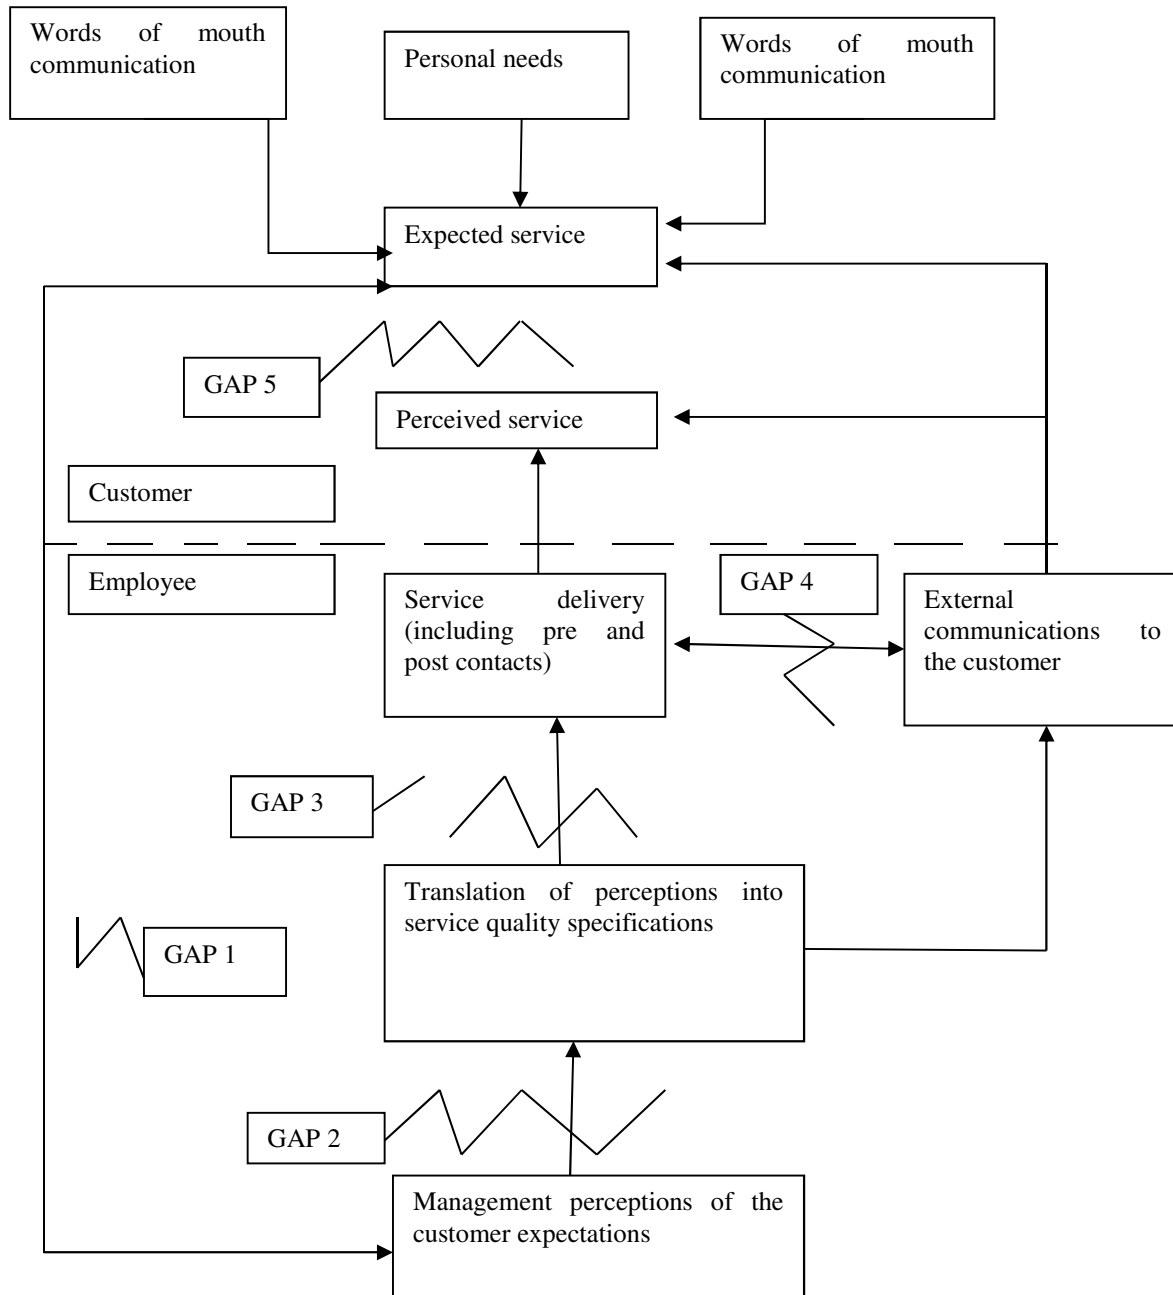 Words of mouth
communication
Personal needs
Words of mouth
communication
Expected service
GAP 5
Perceived service
Customer
Employee
Service delivery
(including pre and
post contacts)
GAP 4
External
communications to
the customer
GAP 3
Translation of perceptions into
service quality specifications
GAP 1
GAP 2
Management perceptions of the
customer expectations